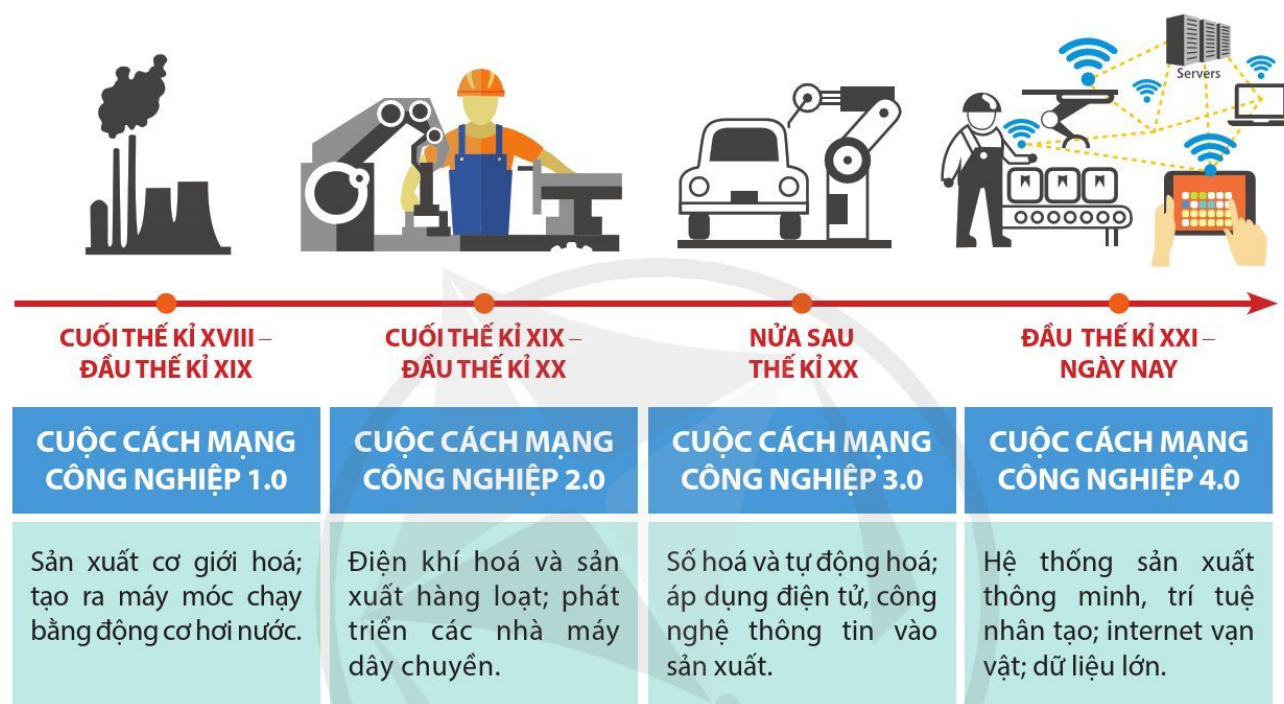 Servers
CUỐI THẾ KỈ XVIII –
ĐẦU THẾ KỈ XIX
CUỐI THẾ KỈ XIX –
ĐẦU THẾ KỈ XX
NỬA SAU
THẾ KỈ XX
ĐẦU THẾ KỈ XXI –
NGÀY NAY
CUỘC CÁCH MẠNG
CÔNG NGHIỆP 1.0
CUỘC CÁCH MẠNG
CÔNG NGHIỆP 2.0
CUỘC CÁCH MẠNG
CÔNG NGHIỆP 3.0
CUỘC CÁCH MẠNG
CÔNG NGHIỆP 4.0
Sản xuất cơ giới hoá;
tạo ra máy móc chạy
bằng động cơ hơi nước.
Điện khí hoá và sản
xuất hàng loạt; phát
triển các nhà máy
dây chuyền.
Số hoá và tự động hoá;
áp dụng điện tử, công
nghệ thông tin vào
sản xuất.
Hệ thống sản xuất
thông minh, trí tuệ
nhân tạo; internet vạn
vật; dữ liệu lớn.